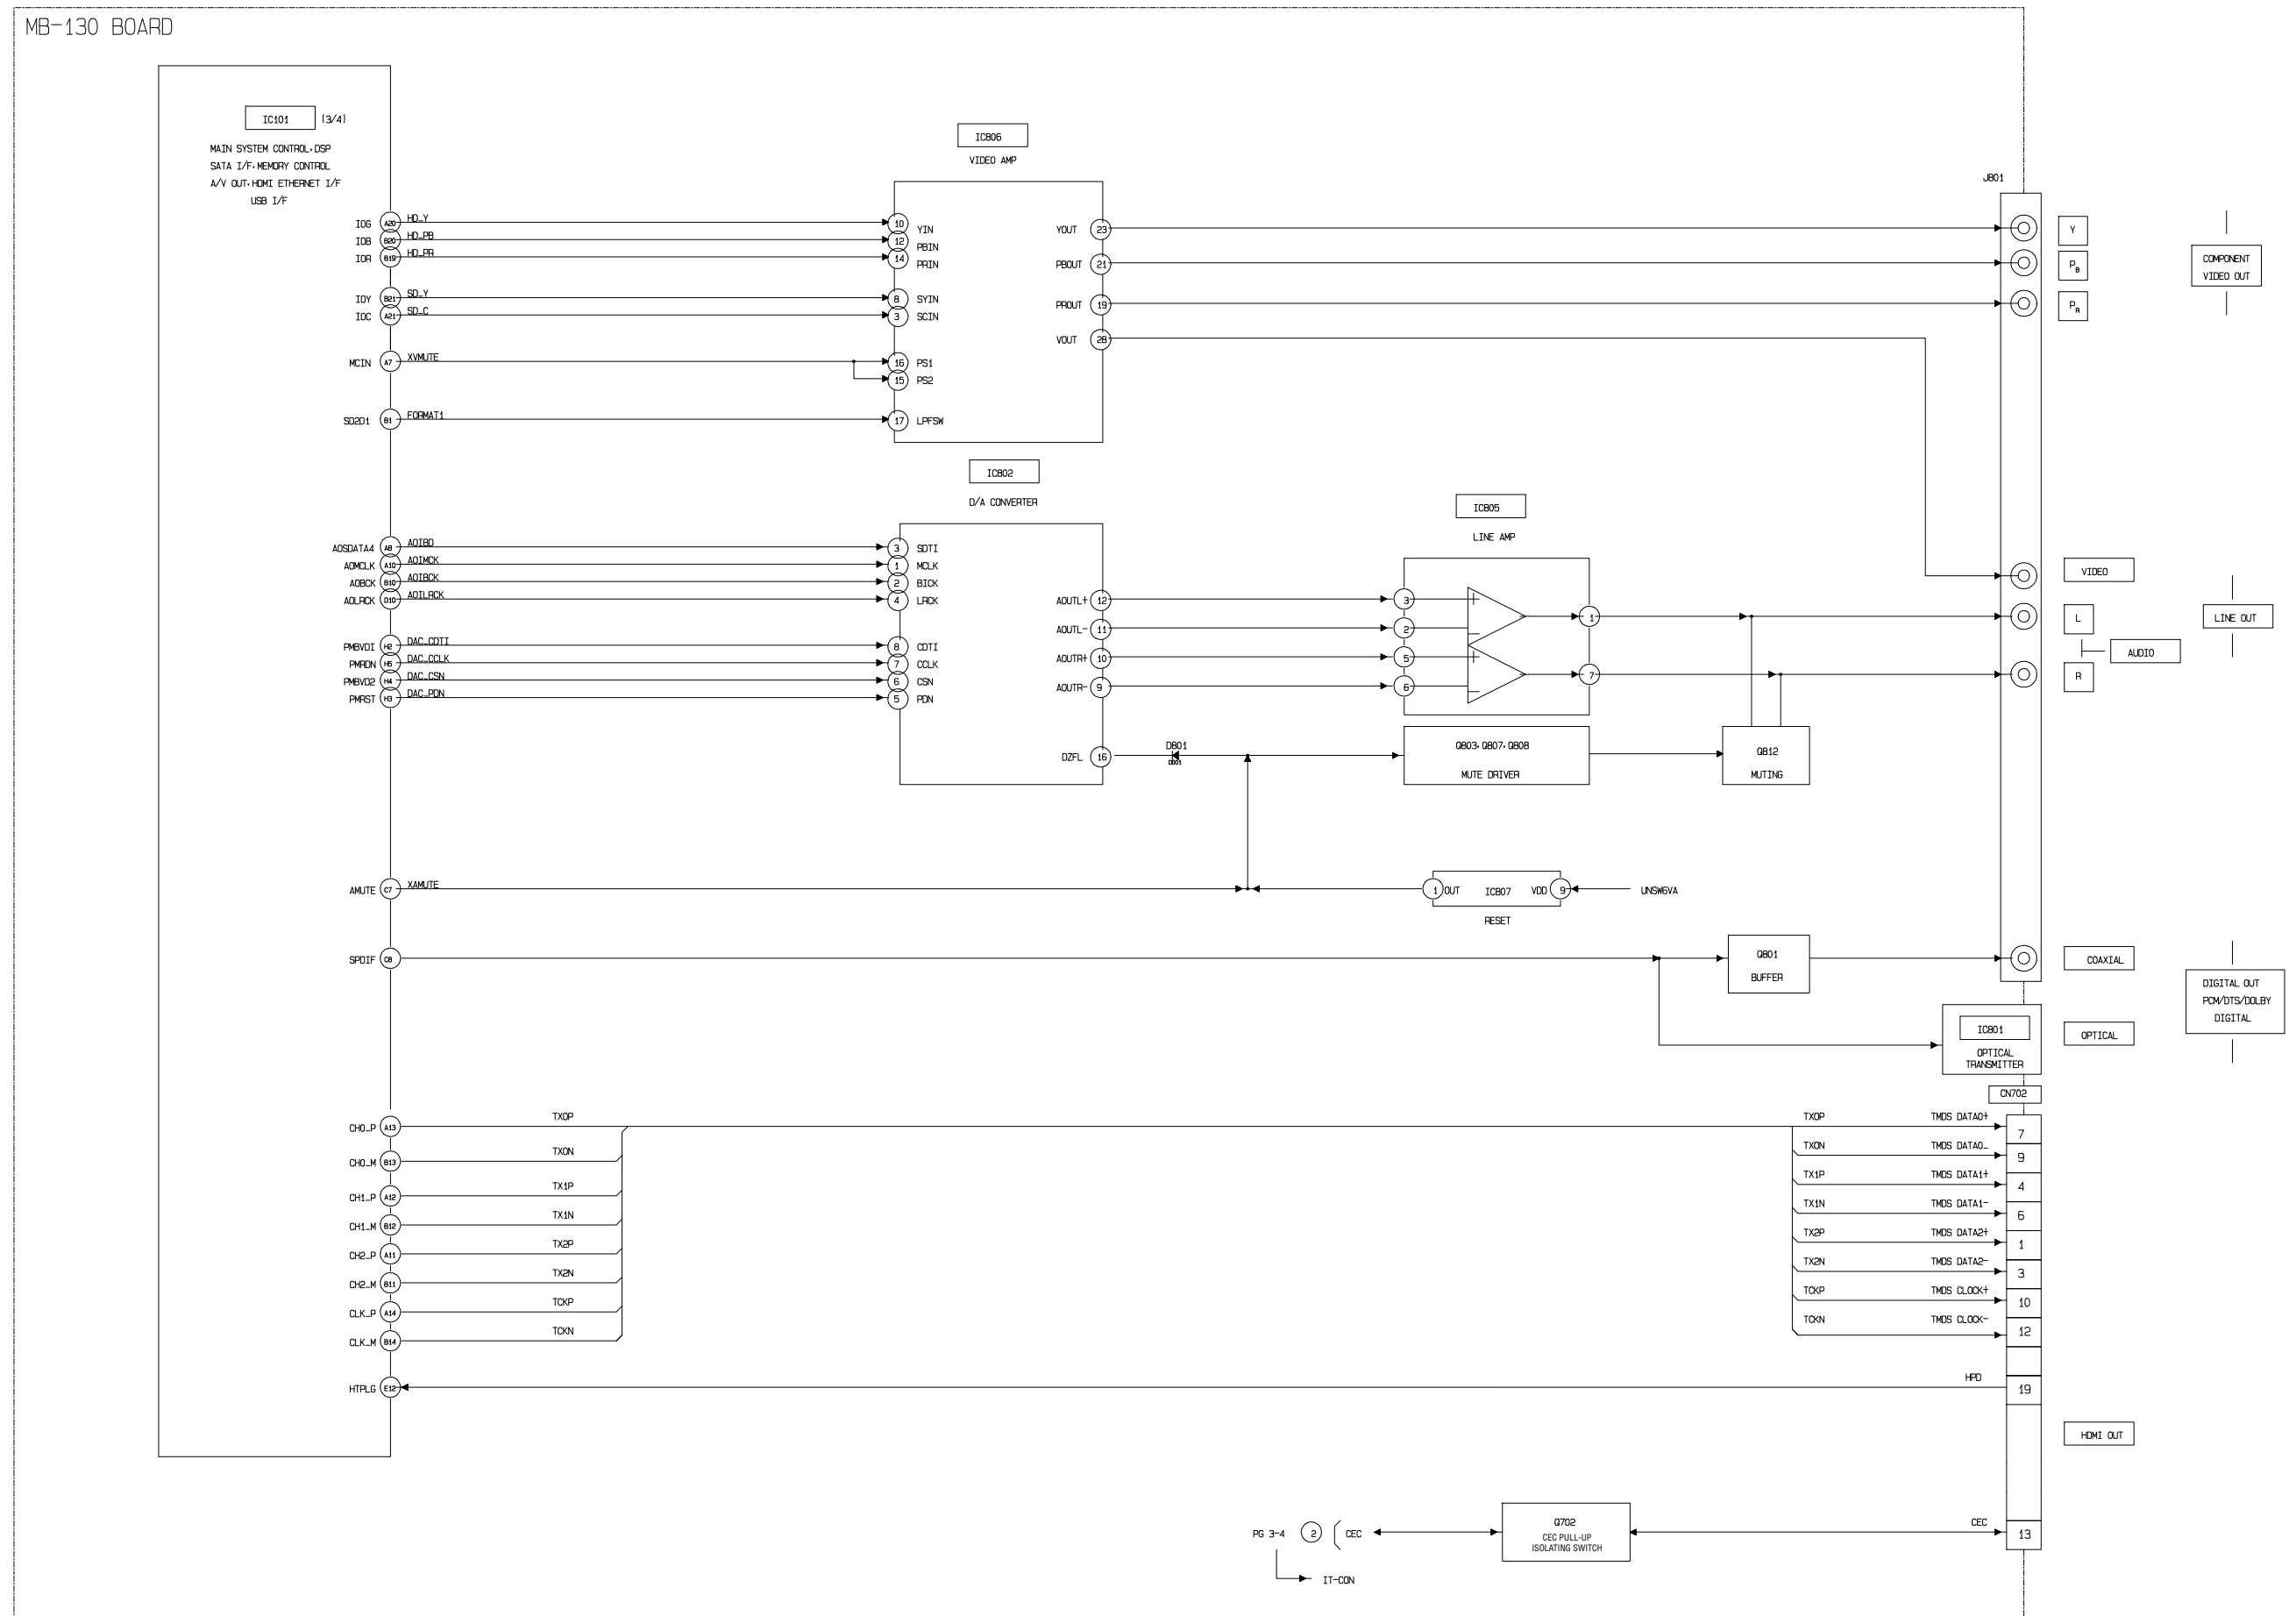 MB-130 BOARD
IC101 (3/4)
MAIN SYSTEM CONTROL,DSP
SATA I/F,MEMORY CONTROL
A/V OUT,HDMI ETHERNET I/F
USB I/F
IOG A20 HD_Y
IOB B20 HD_PB
IOR B19 HD_PR
IOY B21 SD_Y
IOC A21 SD_C
MCIN A7 XVMUTE
SD2D1 B1 FORMAT1
IC806
VIDEO AMP
10 YIN
12 PBIN
14 PRIN
8 SYIN
3 SCIN
16 PS1
15 PS2
17 LPFSW
YOUT 23
PBOUT 21
PROUT 19
VOUT 28
J801
Y
PB
PR
COMPONENT
VIDEO OUT
AOSDATA4 A8 AOIBD
AOMCLK A10 AOIMCK
AOBCK B10 AOIBCK
AOLRCK D10 AOILRCK
PMBVDI H2 DAC_CDTI
PMRDN H5 DAC_CCLK
PMBVD2 H4 DAC_CSN
PMRST H3 DAC_PDN
IC802
D/A CONVERTER
3 SDTI
1 MCLK
2 BICK
4 LRCK
8 CDTI
7 CCLK
6 CSN
5 PDN
AOUTL+ 12
AOUTL- 11
AOUTR+ 10
AOUTR- 9
DZFL 16
D801
D801
IC805
LINE AMP
3 +
2 -
5 +
6 -
1
7
Q803,Q807,Q808
MUTE DRIVER
Q812
MUTING
VIDEO
L
R
AUDIO
LINE OUT
AMUTE C7 XAMUTE
1 OUT IC807 VDD 9 UNSW6VA
RESET
SPDIF C8
Q801
BUFFER
COAXIAL
IC801
OPTICAL
TRANSMITTER
OPTICAL
DIGITAL OUT
PCM/DTS/DOLBY
DIGITAL
CN702
CH0_P A13 TX0P
CH0_M B13 TX0N
CH1_P A12 TX1P
CH1_M B12 TX1N
CH2_P A11 TX2P
CH2_M B11 TX2N
CLK_P A14 TCKP
CLK_M B14 TCKN
HTPLG E12
TX0P TMDS DATA0+ 7
TX0N TMDS DATA0_ 9
TX1P TMDS DATA1+ 4
TX1N TMDS DATA1- 6
TX2P TMDS DATA2+ 1
TX2N TMDS DATA2- 3
TCKP TMDS CLOCK+ 10
TCKN TMDS CLOCK- 12
HPD 19
HDMI OUT
PG 3-4 2 CEC
IT-CON
Q702
CEC PULL-UP
ISOLATING SWITCH
CEC 13